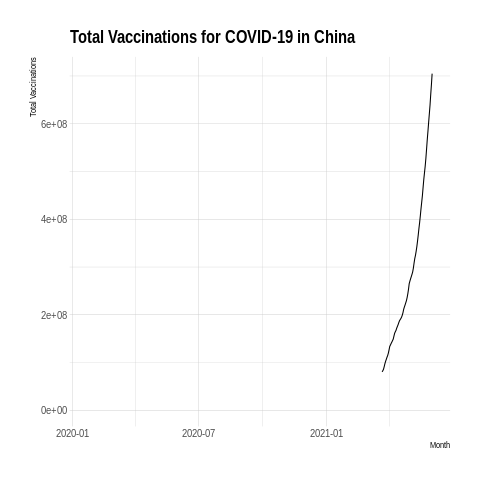 Total Vaccinations for COVID-19 in China
Total Vaccinations
6e+08
4e+08
2e+08
0e+00
2020-01 2020-07 2021-01
Month